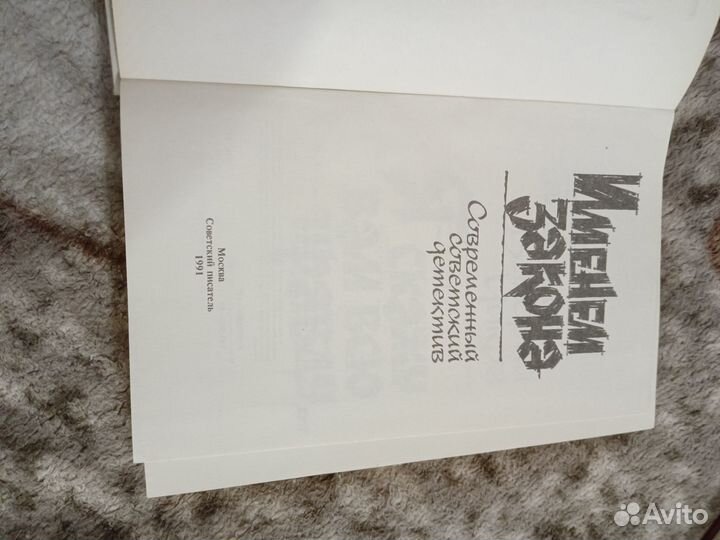 Именем
закона
Современный
советский
детектив
Москва
Советский писатель
1991
Avito